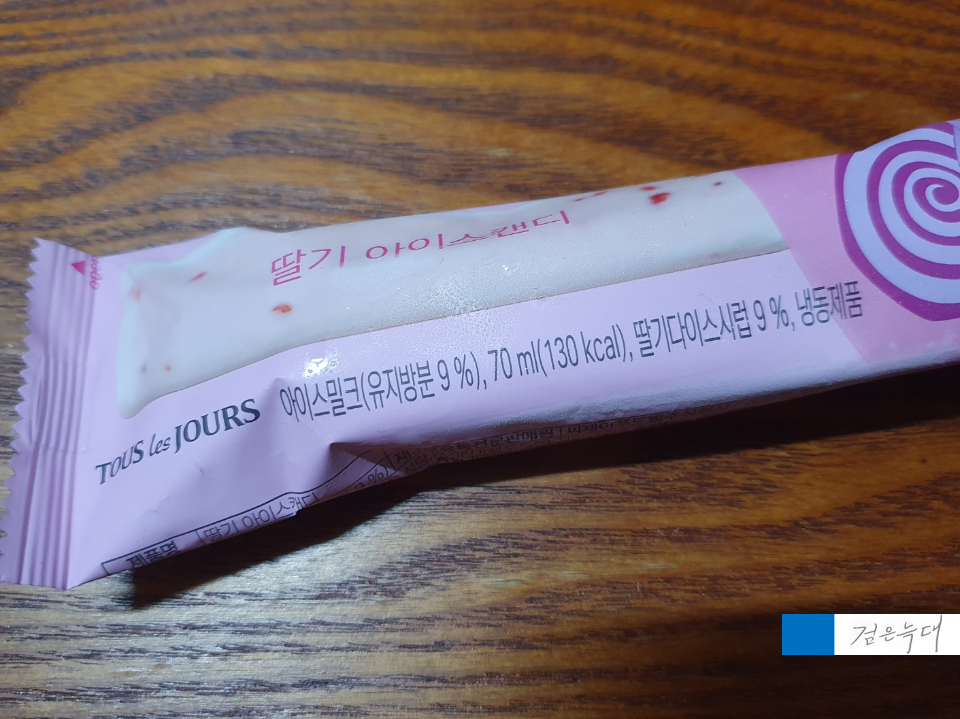 딸기 아이스캔디
아이스밀크(유지방분 9 %), 70 ml(130 kcal), 딸기다이스시럽 9 %, 냉동제품
TOUS les JOURS
제품명 딸기 아이스캔디
검은늑대